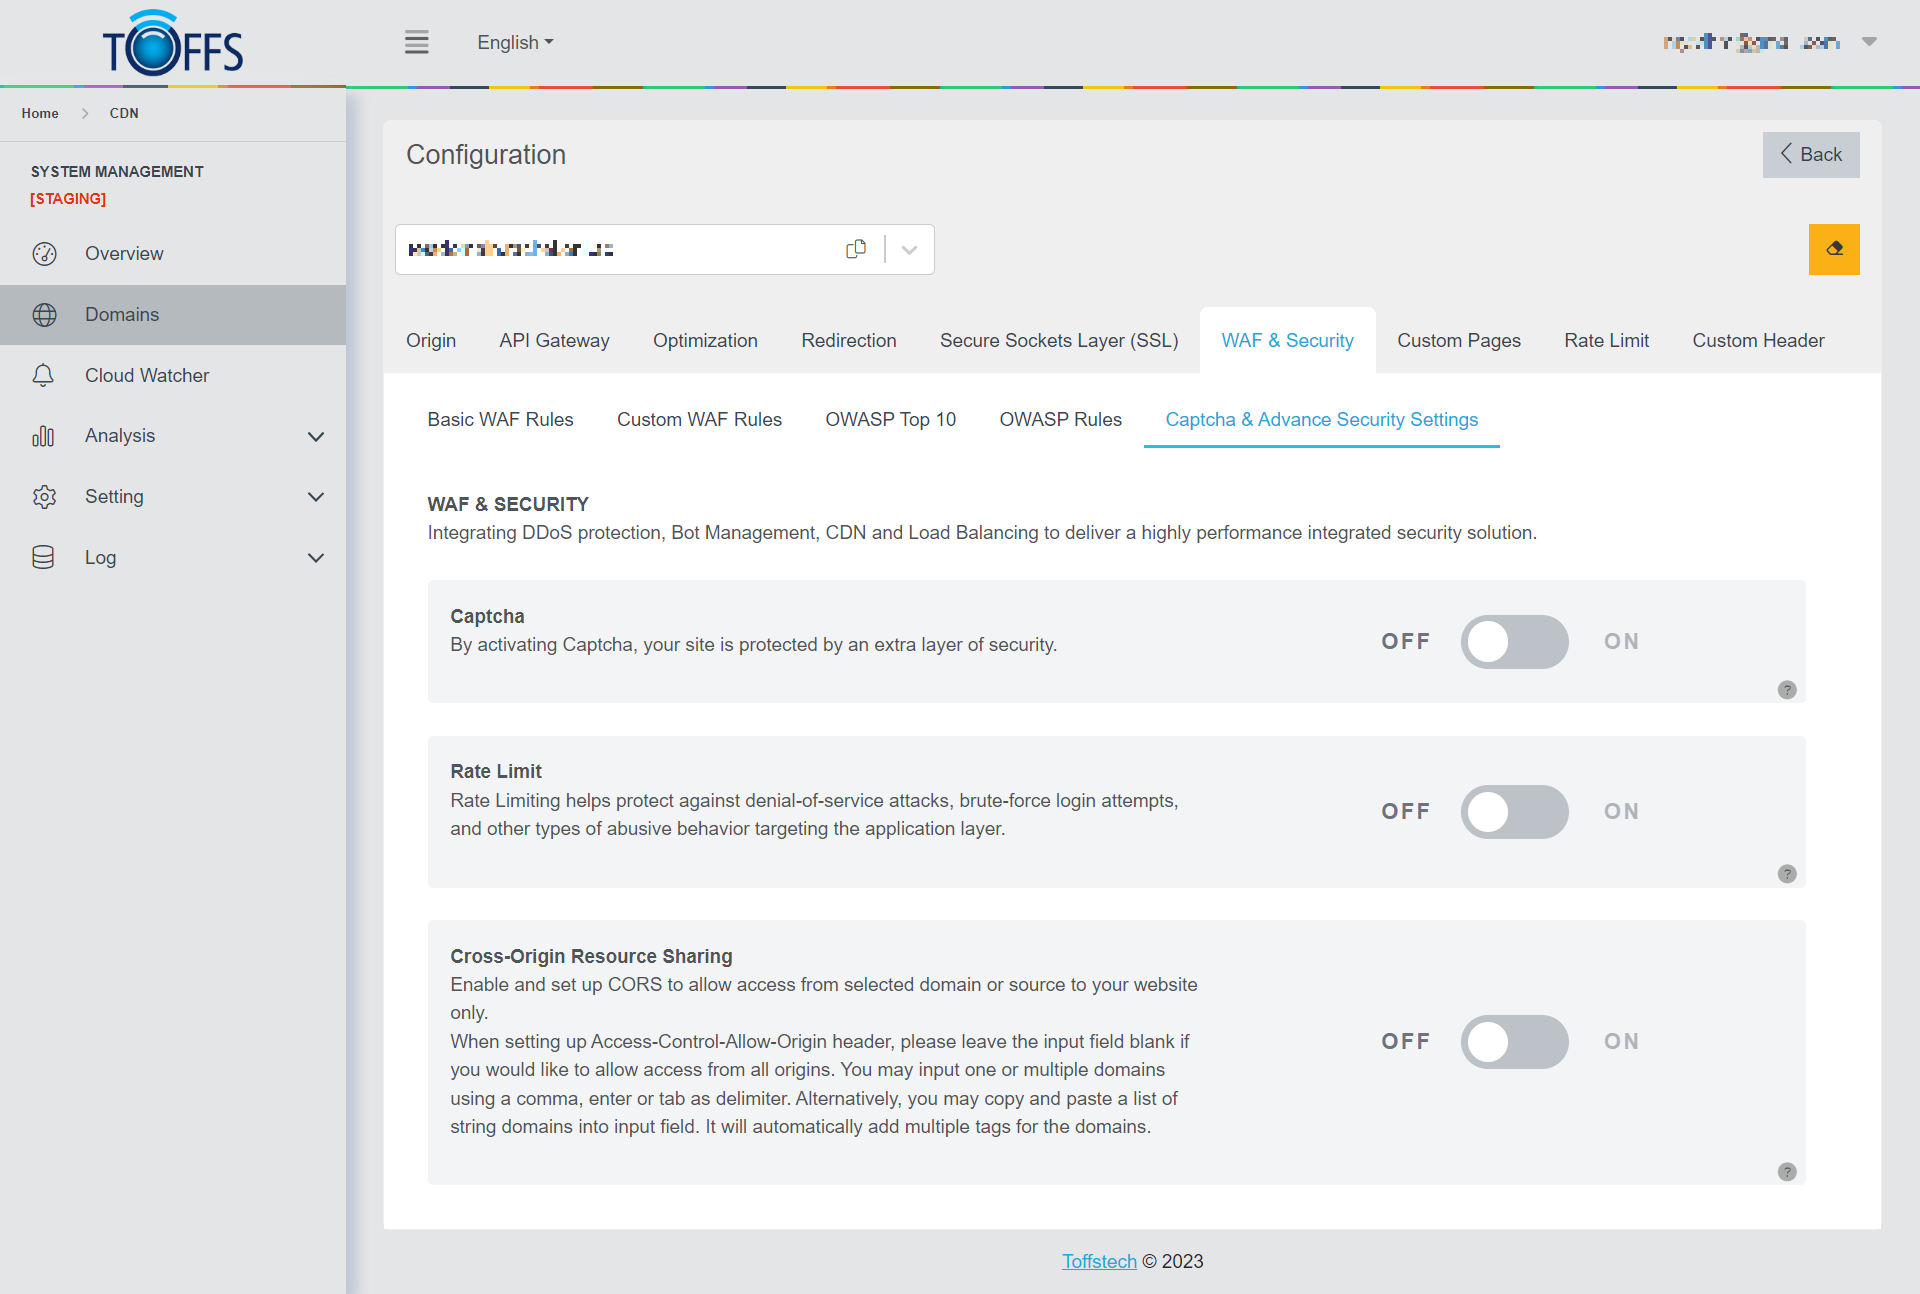 TOFFS
English
Home
CDN
SYSTEM MANAGEMENT
[STAGING]
Overview
Domains
Cloud Watcher
Analysis
Setting
Log
Configuration
Back
Origin
API Gateway
Optimization
Redirection
Secure Sockets Layer (SSL)
WAF & Security
Custom Pages
Rate Limit
Custom Header
Basic WAF Rules
Custom WAF Rules
OWASP Top 10
OWASP Rules
Captcha & Advance Security Settings
WAF & SECURITY
Integrating DDoS protection, Bot Management, CDN and Load Balancing to deliver a highly performance integrated security solution.
Captcha
By activating Captcha, your site is protected by an extra layer of security.
OFF
ON
?
Rate Limit
Rate Limiting helps protect against denial-of-service attacks, brute-force login attempts,
and other types of abusive behavior targeting the application layer.
OFF
ON
?
Cross-Origin Resource Sharing
Enable and set up CORS to allow access from selected domain or source to your website
only.
When setting up Access-Control-Allow-Origin header, please leave the input field blank if
you would like to allow access from all origins. You may input one or multiple domains
using a comma, enter or tab as delimiter. Alternatively, you may copy and paste a list of
string domains into input field. It will automatically add multiple tags for the domains.
OFF
ON
?
Toffstech © 2023